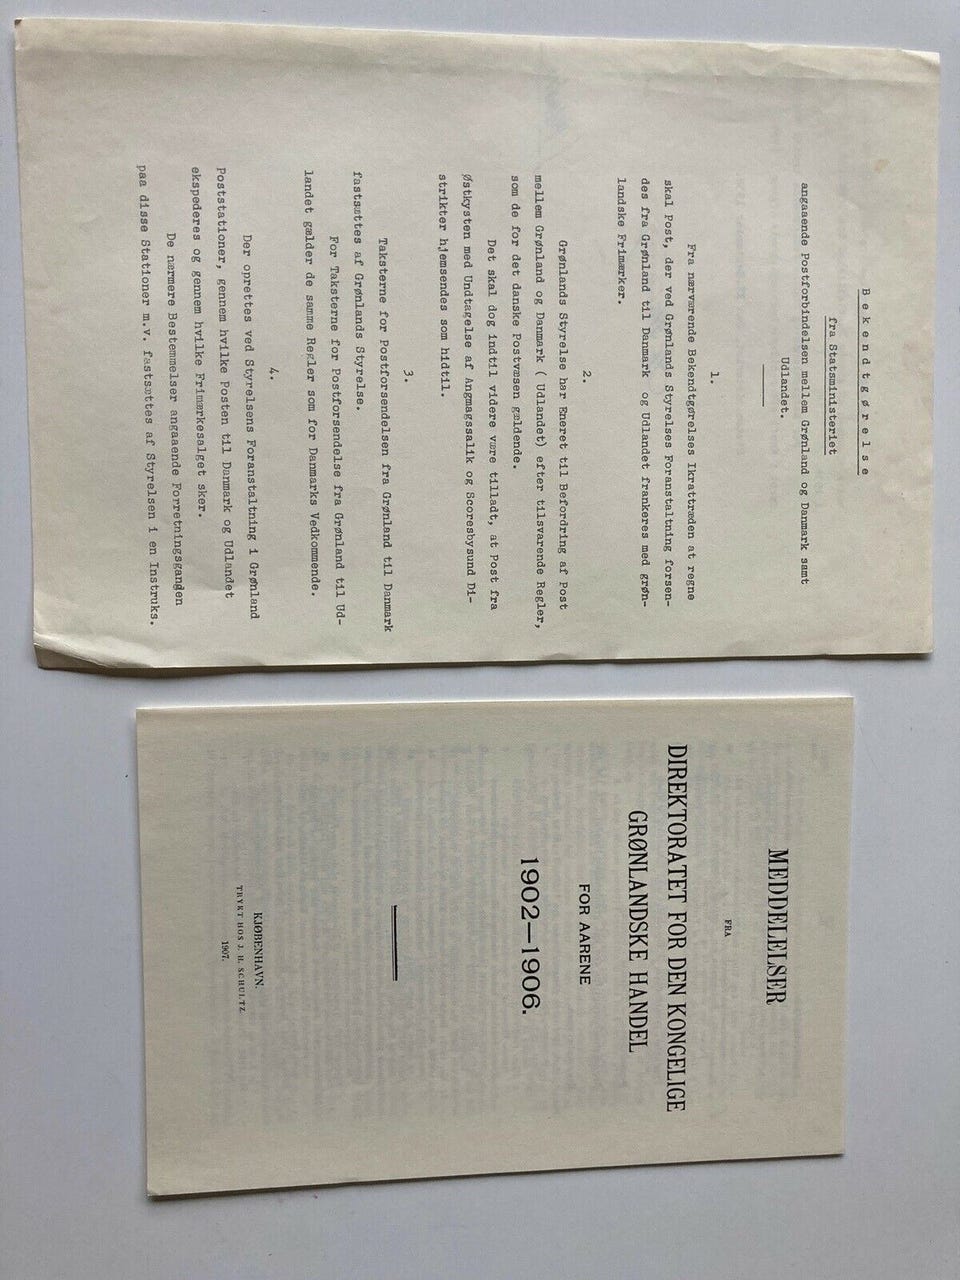 Bekendtgørelse
fra Statsministeriet
angaaende Postforbindelsen mellem Grønland og Danmark samt
Udlandet.
1.
Fra nærværende Bekendtgørelses Ikrattræden at regne
skal Post, der ved Grønlands Styrelses Foranstaltning forsen-
des fra Grønland til Danmark og Udlandet frankeres med grøn-
landske Frimærker.
2.
Grønlands Styrelse har Eneret til Befordring af Post
mellem Grønland og Danmark ( Udlandet) efter tilsvarende Regler,
som de for det danske Postvæsen gældende.
Det skal dog indtil videre være tilladt, at Post fra
Østkysten med Undtagelse af Angmagssalik og Scoresbysund Di-
strikter hjemsendes som hidtil.
3.
Taksterne for Postforsendelsen fra Grønland til Danmark
fastsættes af Grønlands Styrelse.
For Taksterne for Postforsendelse fra Grønland til Ud-
landet gælder de samme Regler som for Danmarks Vedkommende.
4.
Der oprettes ved Styrelsens Foranstaltning i Grønland
Poststationer, gennem hvilke Posten til Danmark og Udlandet
ekspederes og gennem hvilke Frimærkesalget sker.
De nærmere Bestemmelser angaaende Forretningsgangen
paa disse Stationer m.v. fastsættes af Styrelsen i en Instruks.
MEDDELELSER
FRA
DIREKTORATET FOR DEN KONGELIGE
GRØNLANDSKE HANDEL
FOR AARENE
1902—1906.
KJØBENHAVN.
TRYKT HOS J. H. SCHULTZ
1907.